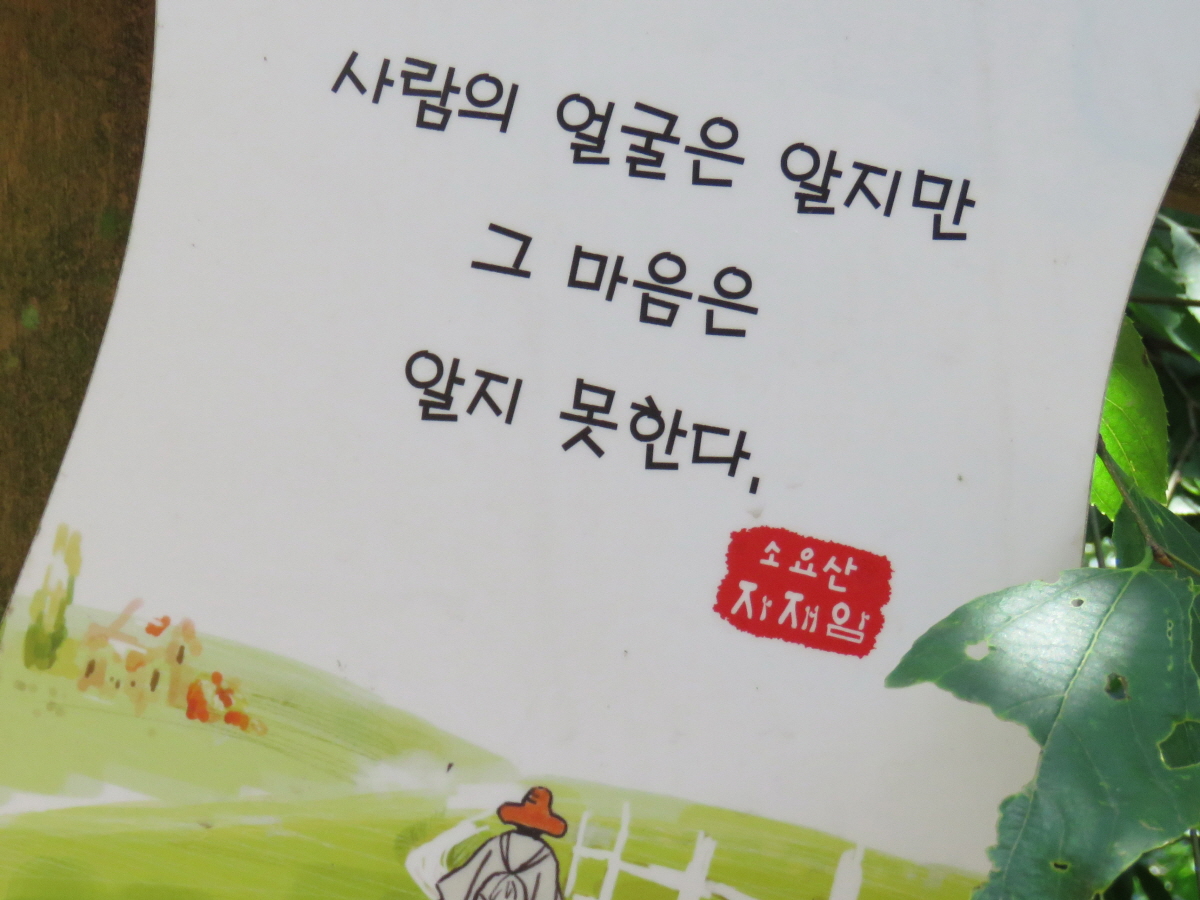 사람의 얼굴은 알지만
그 마음은
알지 못한다,
소요산
자재암